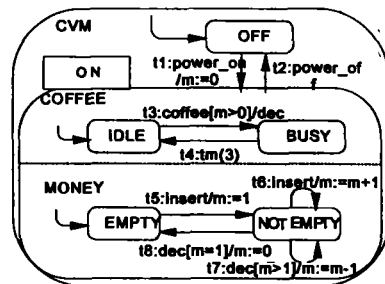 CVM
OFF
t1:power_on
/m:=0
t2:power_of
f
ON
COFFEE
t3:coffee[m>0]/dec
IDLE
BUSY
t4:tm(3)
MONEY
t6:insert/m:=m+1
t5:insert/m:=1
EMPTY
NOT EMPTY
t8:dec[m=1]/m:=0
t7:dec[m>1]/m:=m-1